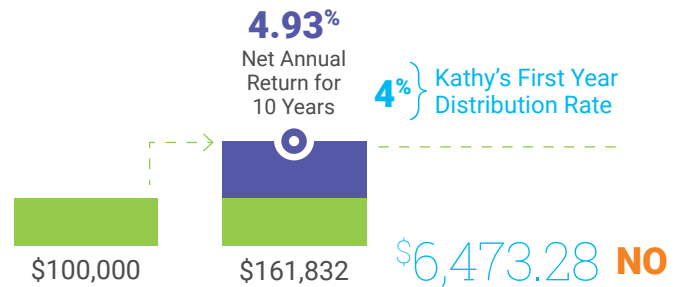 4.93%
Net Annual
Return for
10 Years
4%
Kathy's First Year
Distribution Rate
$100,000
$161,832
$6,473.28 NO